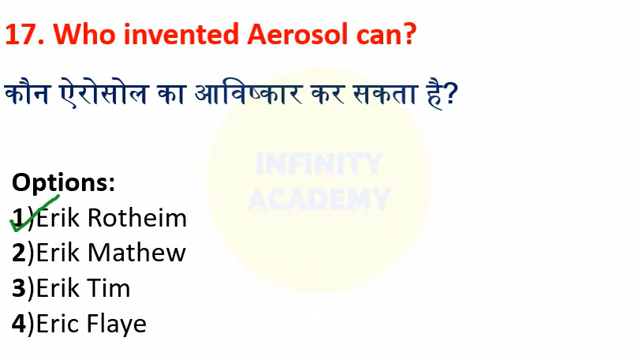 17. Who invented Aerosol can?
कौन ऐरोसोल का आविष्कार कर सकता है?
INFINITY
ACADEMY
Options:
1)Erik Rotheim
2)Erik Mathew
3)Erik Tim
4)Eric Flaye